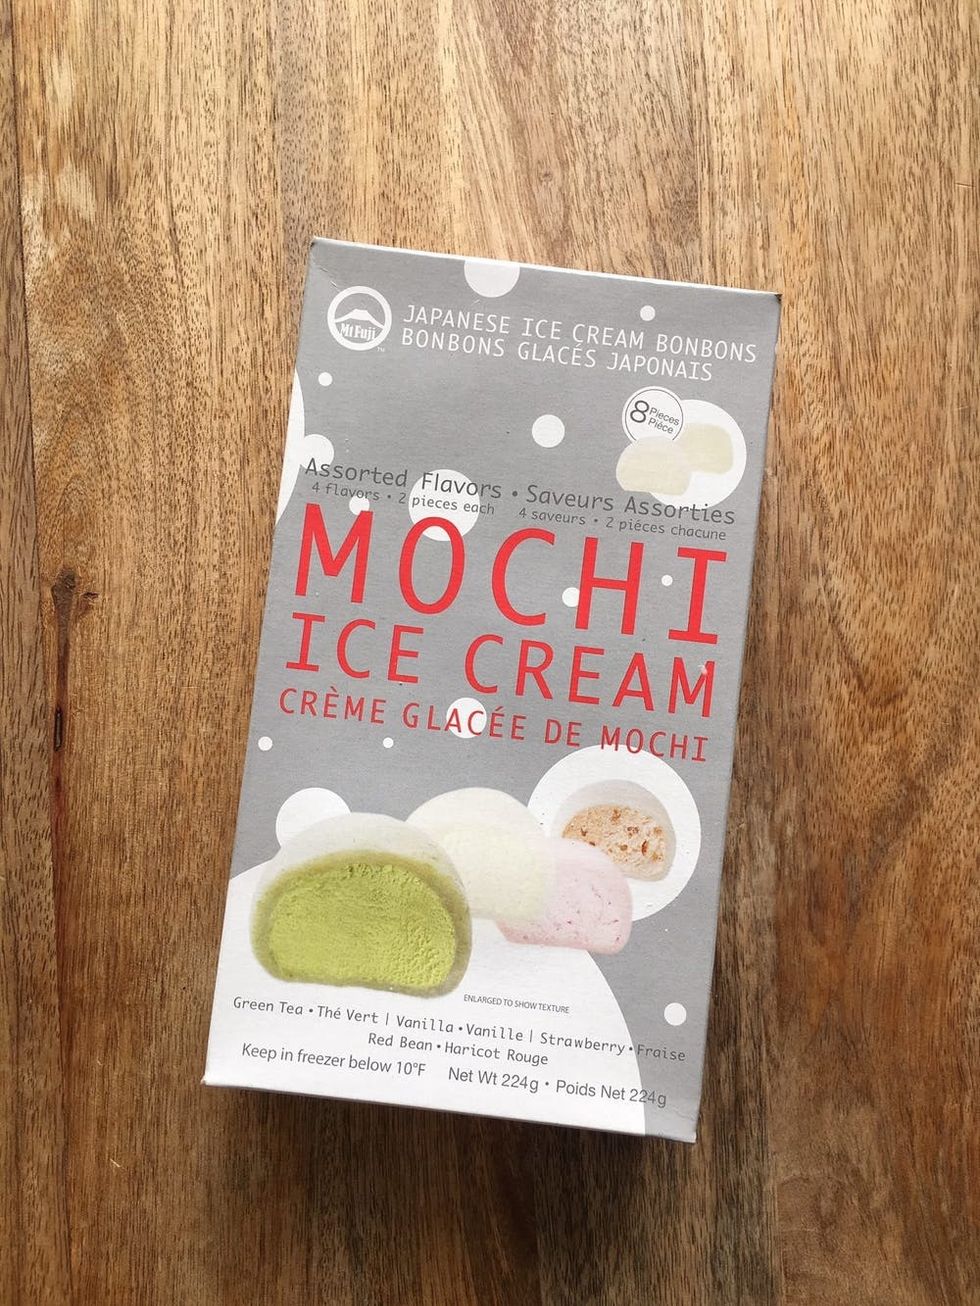 Mt Fuji
TM
JAPANESE ICE CREAM BONBONS
BONBONS GLACÉS JAPONAIS
8 Pieces
Pièce
Assorted Flavors • Saveurs Assorties
4 flavors • 2 pieces each 4 saveurs • 2 piéces chacune
MOCHI
ICE CREAM
CRÈME GLACÉE DE MOCHI
ENLARGED TO SHOW TEXTURE
Green Tea • Thé Vert | Vanilla • Vanille | Strawberry • Fraise
Red Bean • Haricot Rouge
Keep in freezer below 10°F Net Wt 224g • Poids Net 224g